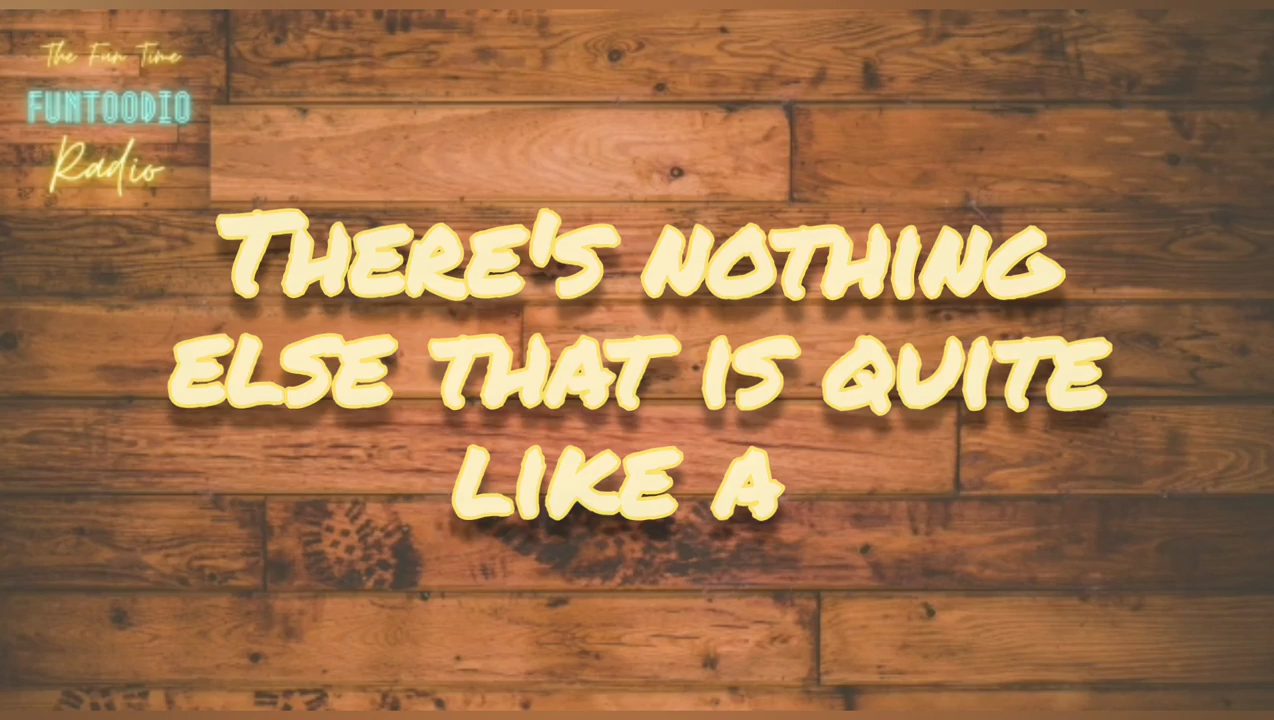 The Fun Time
FUNTOODIO
Radio
THERE'S NOTHING
ELSE THAT IS QUITE
LIKE A